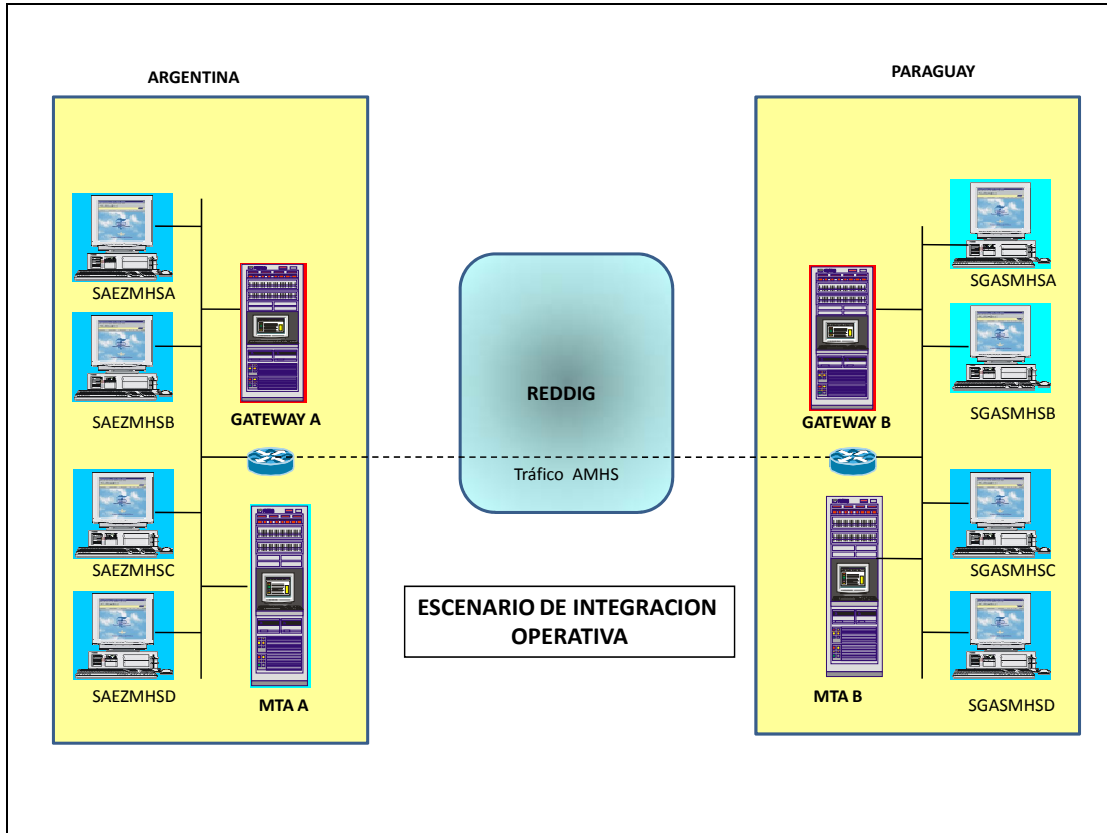 ARGENTINA
PARAGUAY
SAEZMHSA
SAEZMHSB
GATEWAY A
SAEZMHSC
SAEZMHSD
MTA A
REDDIG
Tráfico AMHS
ESCENARIO DE INTEGRACION
OPERATIVA
SGASMHSA
GATEWAY B
SGASMHSB
SGASMHSC
MTA B
SGASMHSD